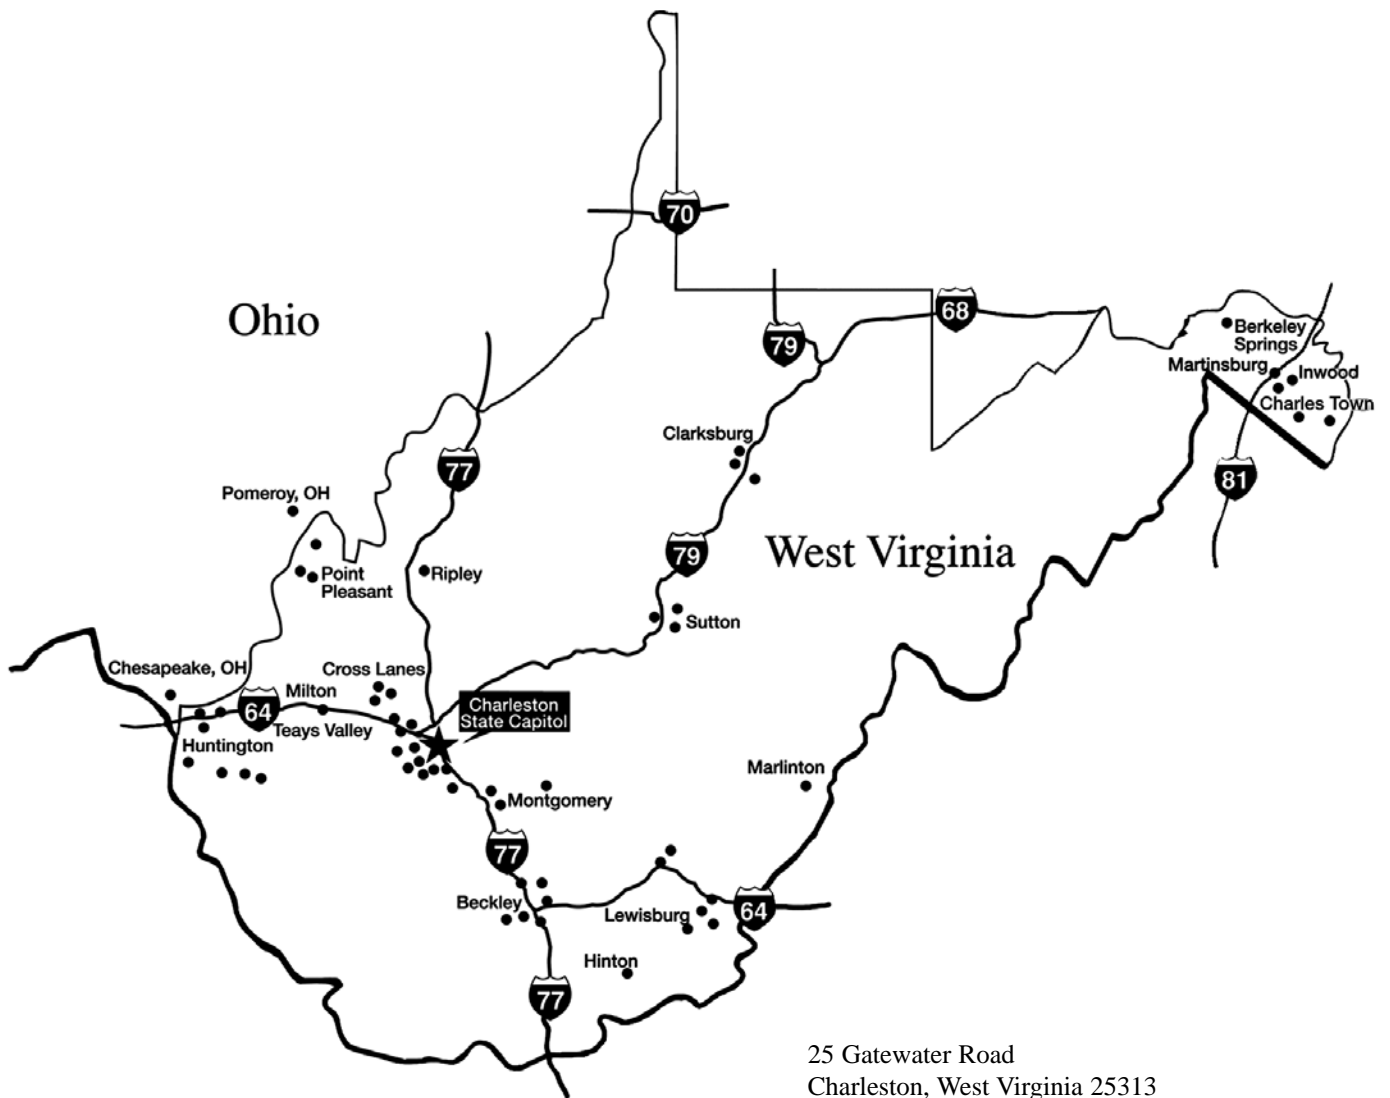 70
Ohio
68
79
Berkeley
Springs
Martinsburg
Inwood
Charles Town
Clarksburg
77
81
Pomeroy, OH
79
West Virginia
Point
Pleasant
Ripley
Sutton
Chesapeake, OH
Cross Lanes
Milton
64
Teays Valley
Charleston
State Capitol
Huntington
Marlinton
Montgomery
77
Beckley
Lewisburg
64
Hinton
77
25 Gatewater Road
Charleston, West Virginia 25313